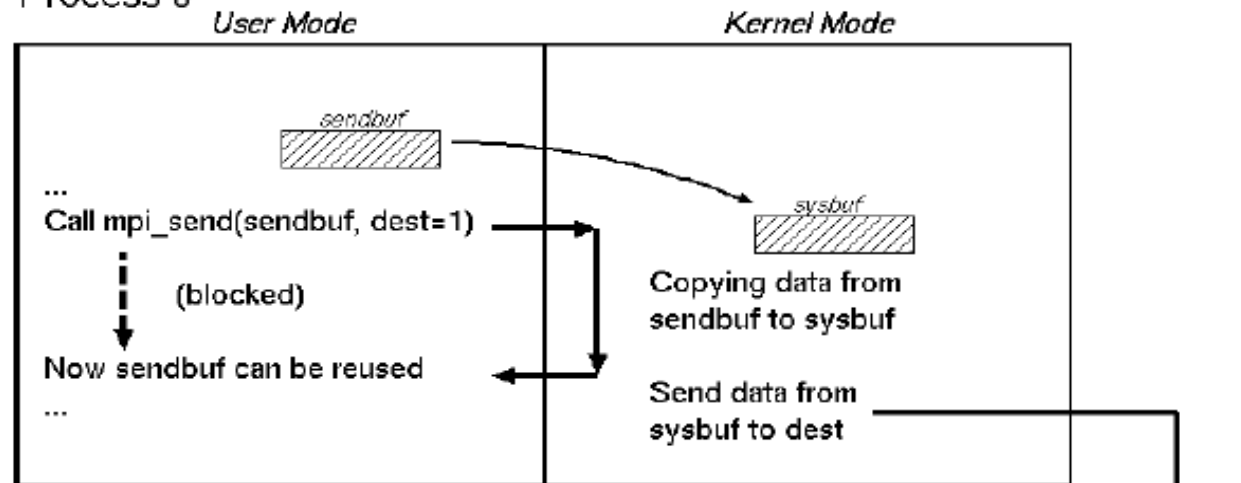 User Mode
Kernel Mode
sendbuf
...
Call mpi_send(sendbuf, dest=1)
sysbuf
(blocked)
Copying data from
sendbuf to sysbuf
Now sendbuf can be reused
...
Send data from
sysbuf to dest